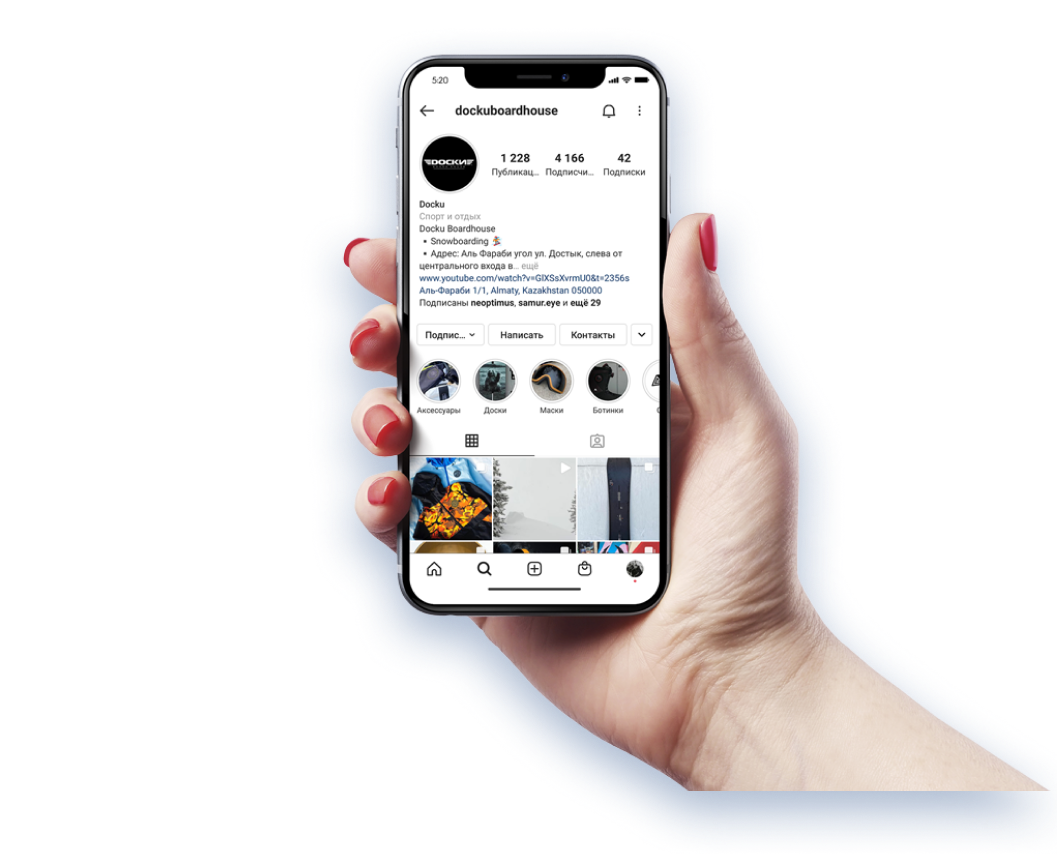 5:20
dockuboardhouse
DOCKИ
1 228 4 166 42
Публикац... Подписчи... Подписки
Docku
Спорт и отдых
Docku Boardhouse
• Snowboarding 🏂
• Адрес: Аль Фараби угол ул. Достык, слева от
центрального входа в... ещё
www.youtube.com/watch?v=GlXSsXvrmU0&t=2356s
Аль-Фараби 1/1, Almaty, Kazakhstan 050000
Подписаны neoptimus, samur.eye и ещё 29
Подпис... Написать Контакты
Аксессуары Доски Маски Ботинки